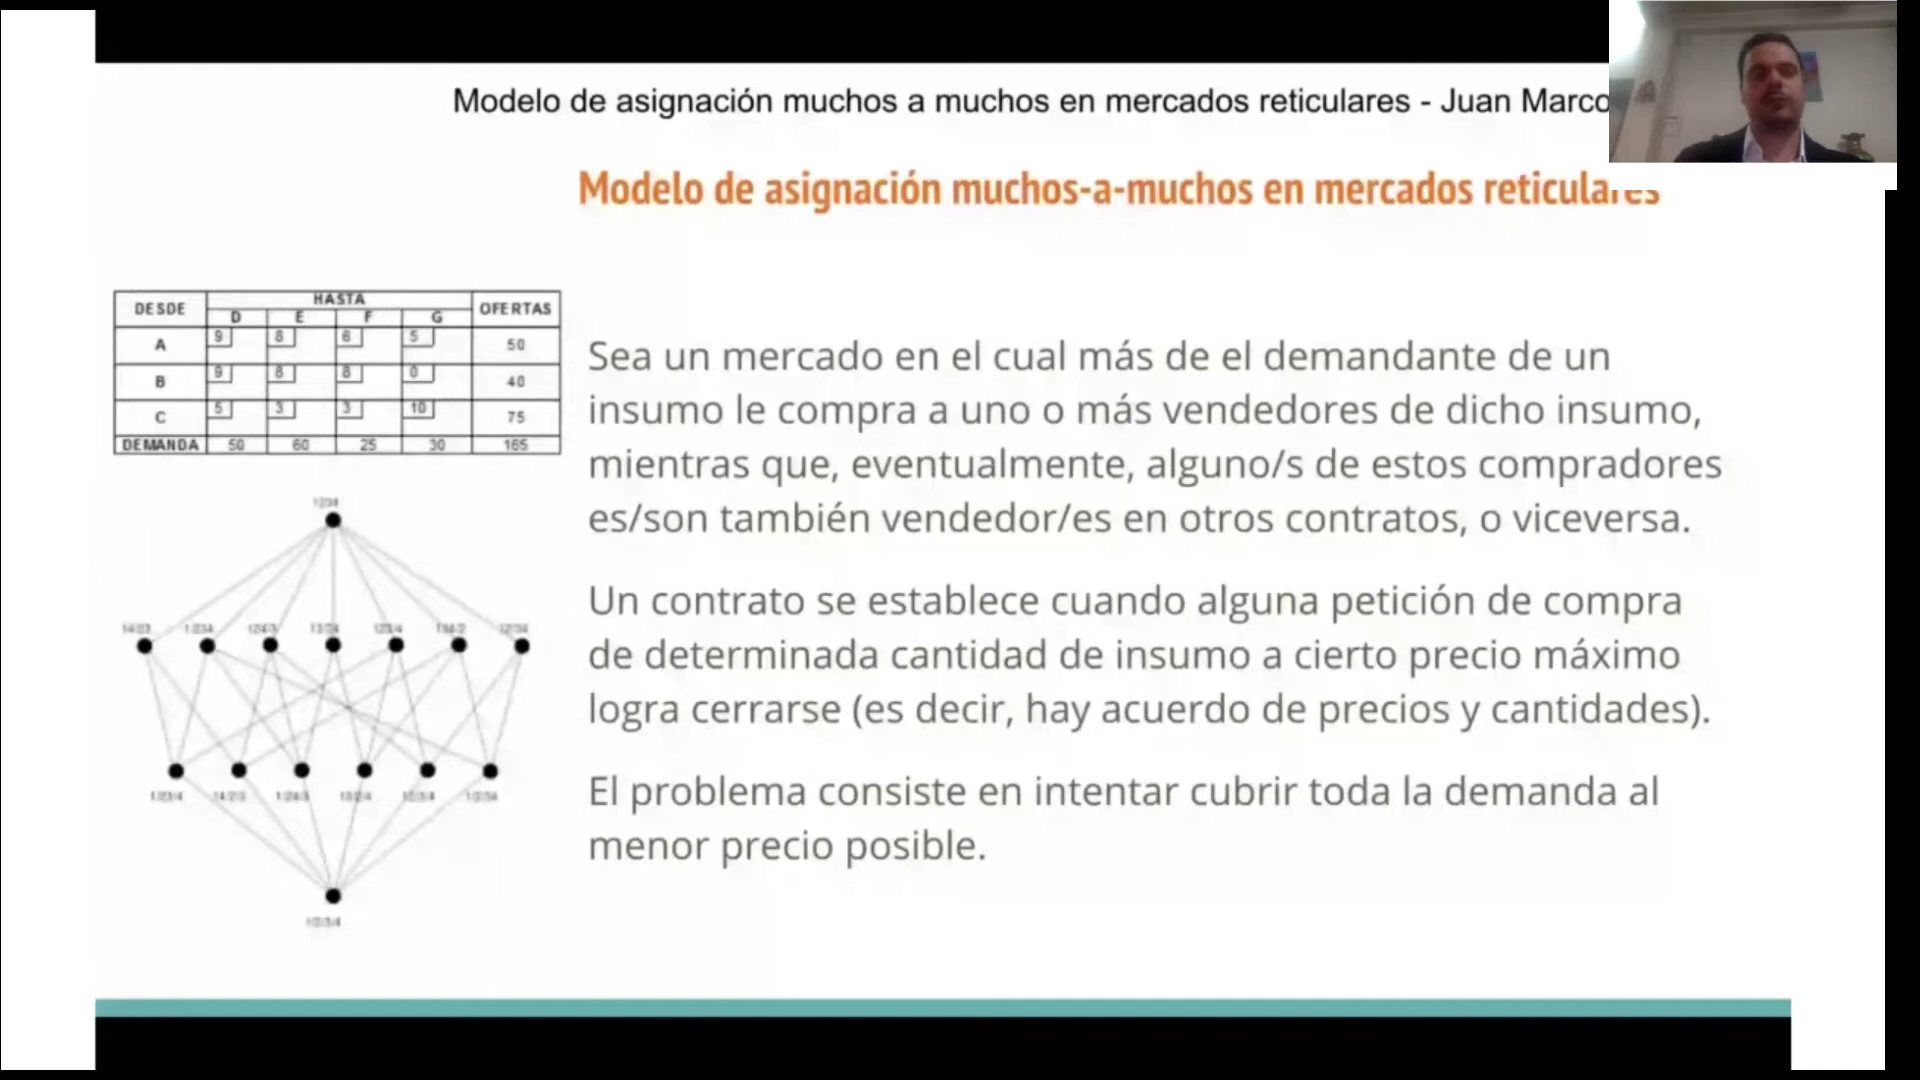 Modelo de asignación muchos a muchos en mercados reticulares - Juan Marco
Modelo de asignación muchos-a-muchos en mercados reticulares
DESDE HASTA OFERTAS
D E F G
A 9 8 6 5 50
B 9 8 8 0 40
C 5 3 3 10 75
DEMANDA 50 60 25 30 165
Sea un mercado en el cual más de el demandante de un
insumo le compra a uno o más vendedores de dicho insumo,
mientras que, eventualmente, alguno/s de estos compradores
es/son también vendedor/es en otros contratos, o viceversa.
Un contrato se establece cuando alguna petición de compra
de determinada cantidad de insumo a cierto precio máximo
logra cerrarse (es decir, hay acuerdo de precios y cantidades).
El problema consiste en intentar cubrir toda la demanda al
menor precio posible.